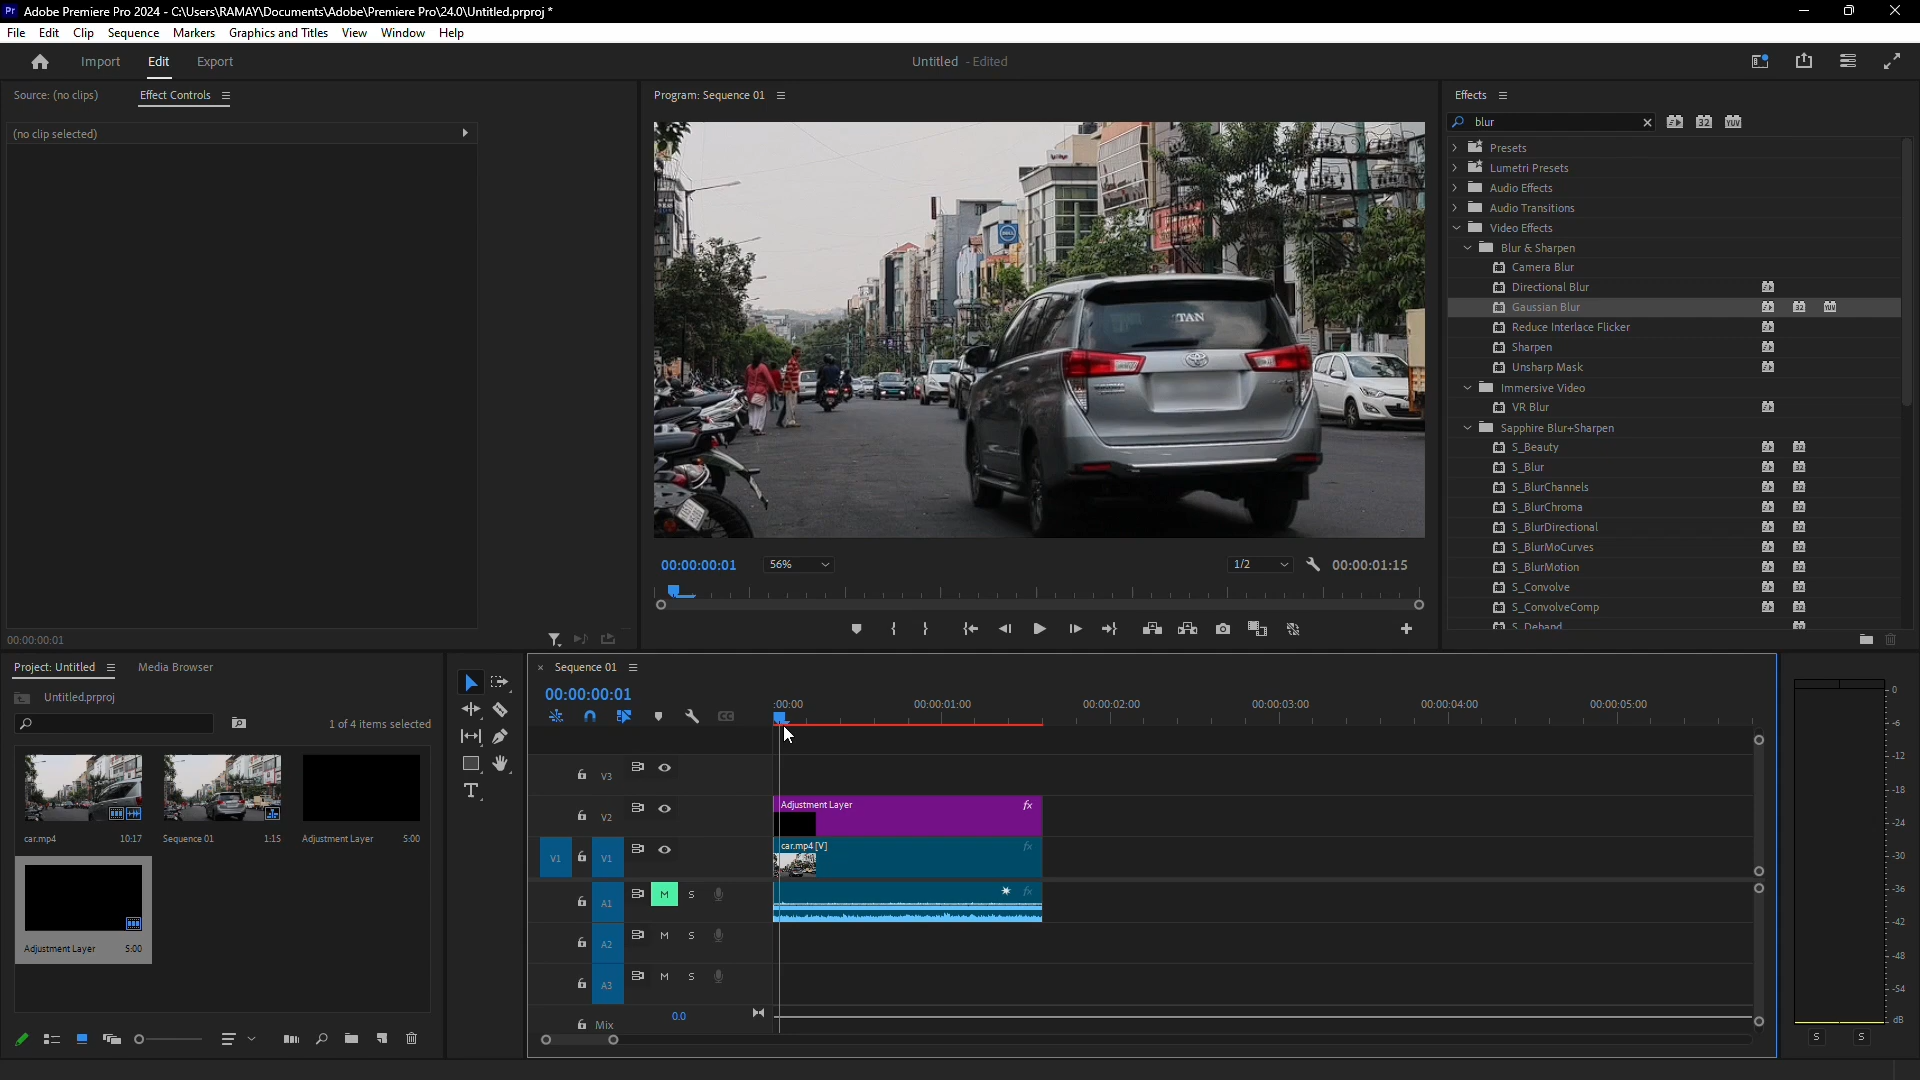 Pr Adobe Premiere Pro 2024 - C:\Users\RAMAY\Documents\Adobe\Premiere Pro\24.0\Untitled.prproj *
File Edit Clip Sequence Markers Graphics and Titles View Window Help
Import Edit Export
Untitled - Edited
Source: (no clips)
Effect Controls
(no clip selected)
00:00:00:01
Program: Sequence 01
TAN
00:00:00:01
56%
1/2
00:00:01:15
Effects
blur
32
YUV
Presets
Lumetri Presets
Audio Effects
Audio Transitions
Video Effects
Blur & Sharpen
Camera Blur
Directional Blur
Gaussian Blur
Reduce Interlace Flicker
Sharpen
Unsharp Mask
Immersive Video
VR Blur
Sapphire Blur+Sharpen
S_Beauty
S_Blur
S_BlurChannels
S_BlurChroma
S_BlurDirectional
S_BlurMoCurves
S_BlurMotion
S_Convolve
S_ConvolveComp
S_Deband
Project: Untitled
Media Browser
Untitled.prproj
1 of 4 items selected
car.mp4 10:17
Sequence 01 1:15
Adjustment Layer 5:00
Adjustment Layer 5:00
× Sequence 01
00:00:00:01
:00:00 00:00:01:00 00:00:02:00 00:00:03:00 00:00:04:00 00:00:05:00
V3
V2
Adjustment Layer fx
V1 V1
car.mp4 [V] fx
A1 M S
fx
A2 M S
A3 M S
Mix 0.0
0
-6
-12
-18
-24
-30
-36
-42
-48
-54
dB
S S